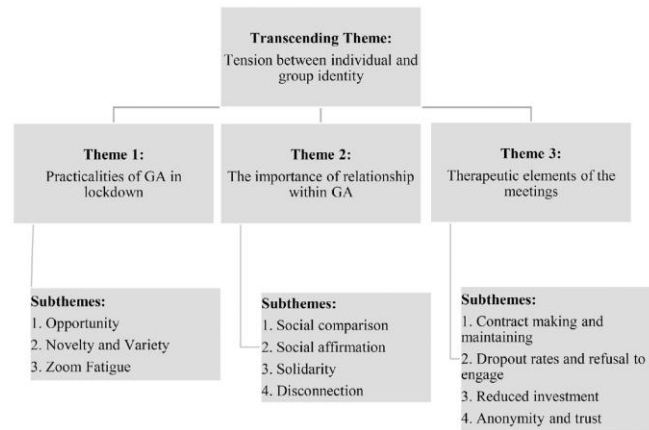 Transcending Theme:
Tension between individual and
group identity
Theme 1:
Practicalities of GA in
lockdown
Theme 2:
The importance of relationship
within GA
Theme 3:
Therapeutic elements of the
meetings
Subthemes:
1. Opportunity
2. Novelty and Variety
3. Zoom Fatigue
Subthemes:
1. Social comparison
2. Social affirmation
3. Solidarity
4. Disconnection
Subthemes:
1. Contract making and
maintaining
2. Dropout rates and refusal to
engage
3. Reduced investment
4. Anonymity and trust